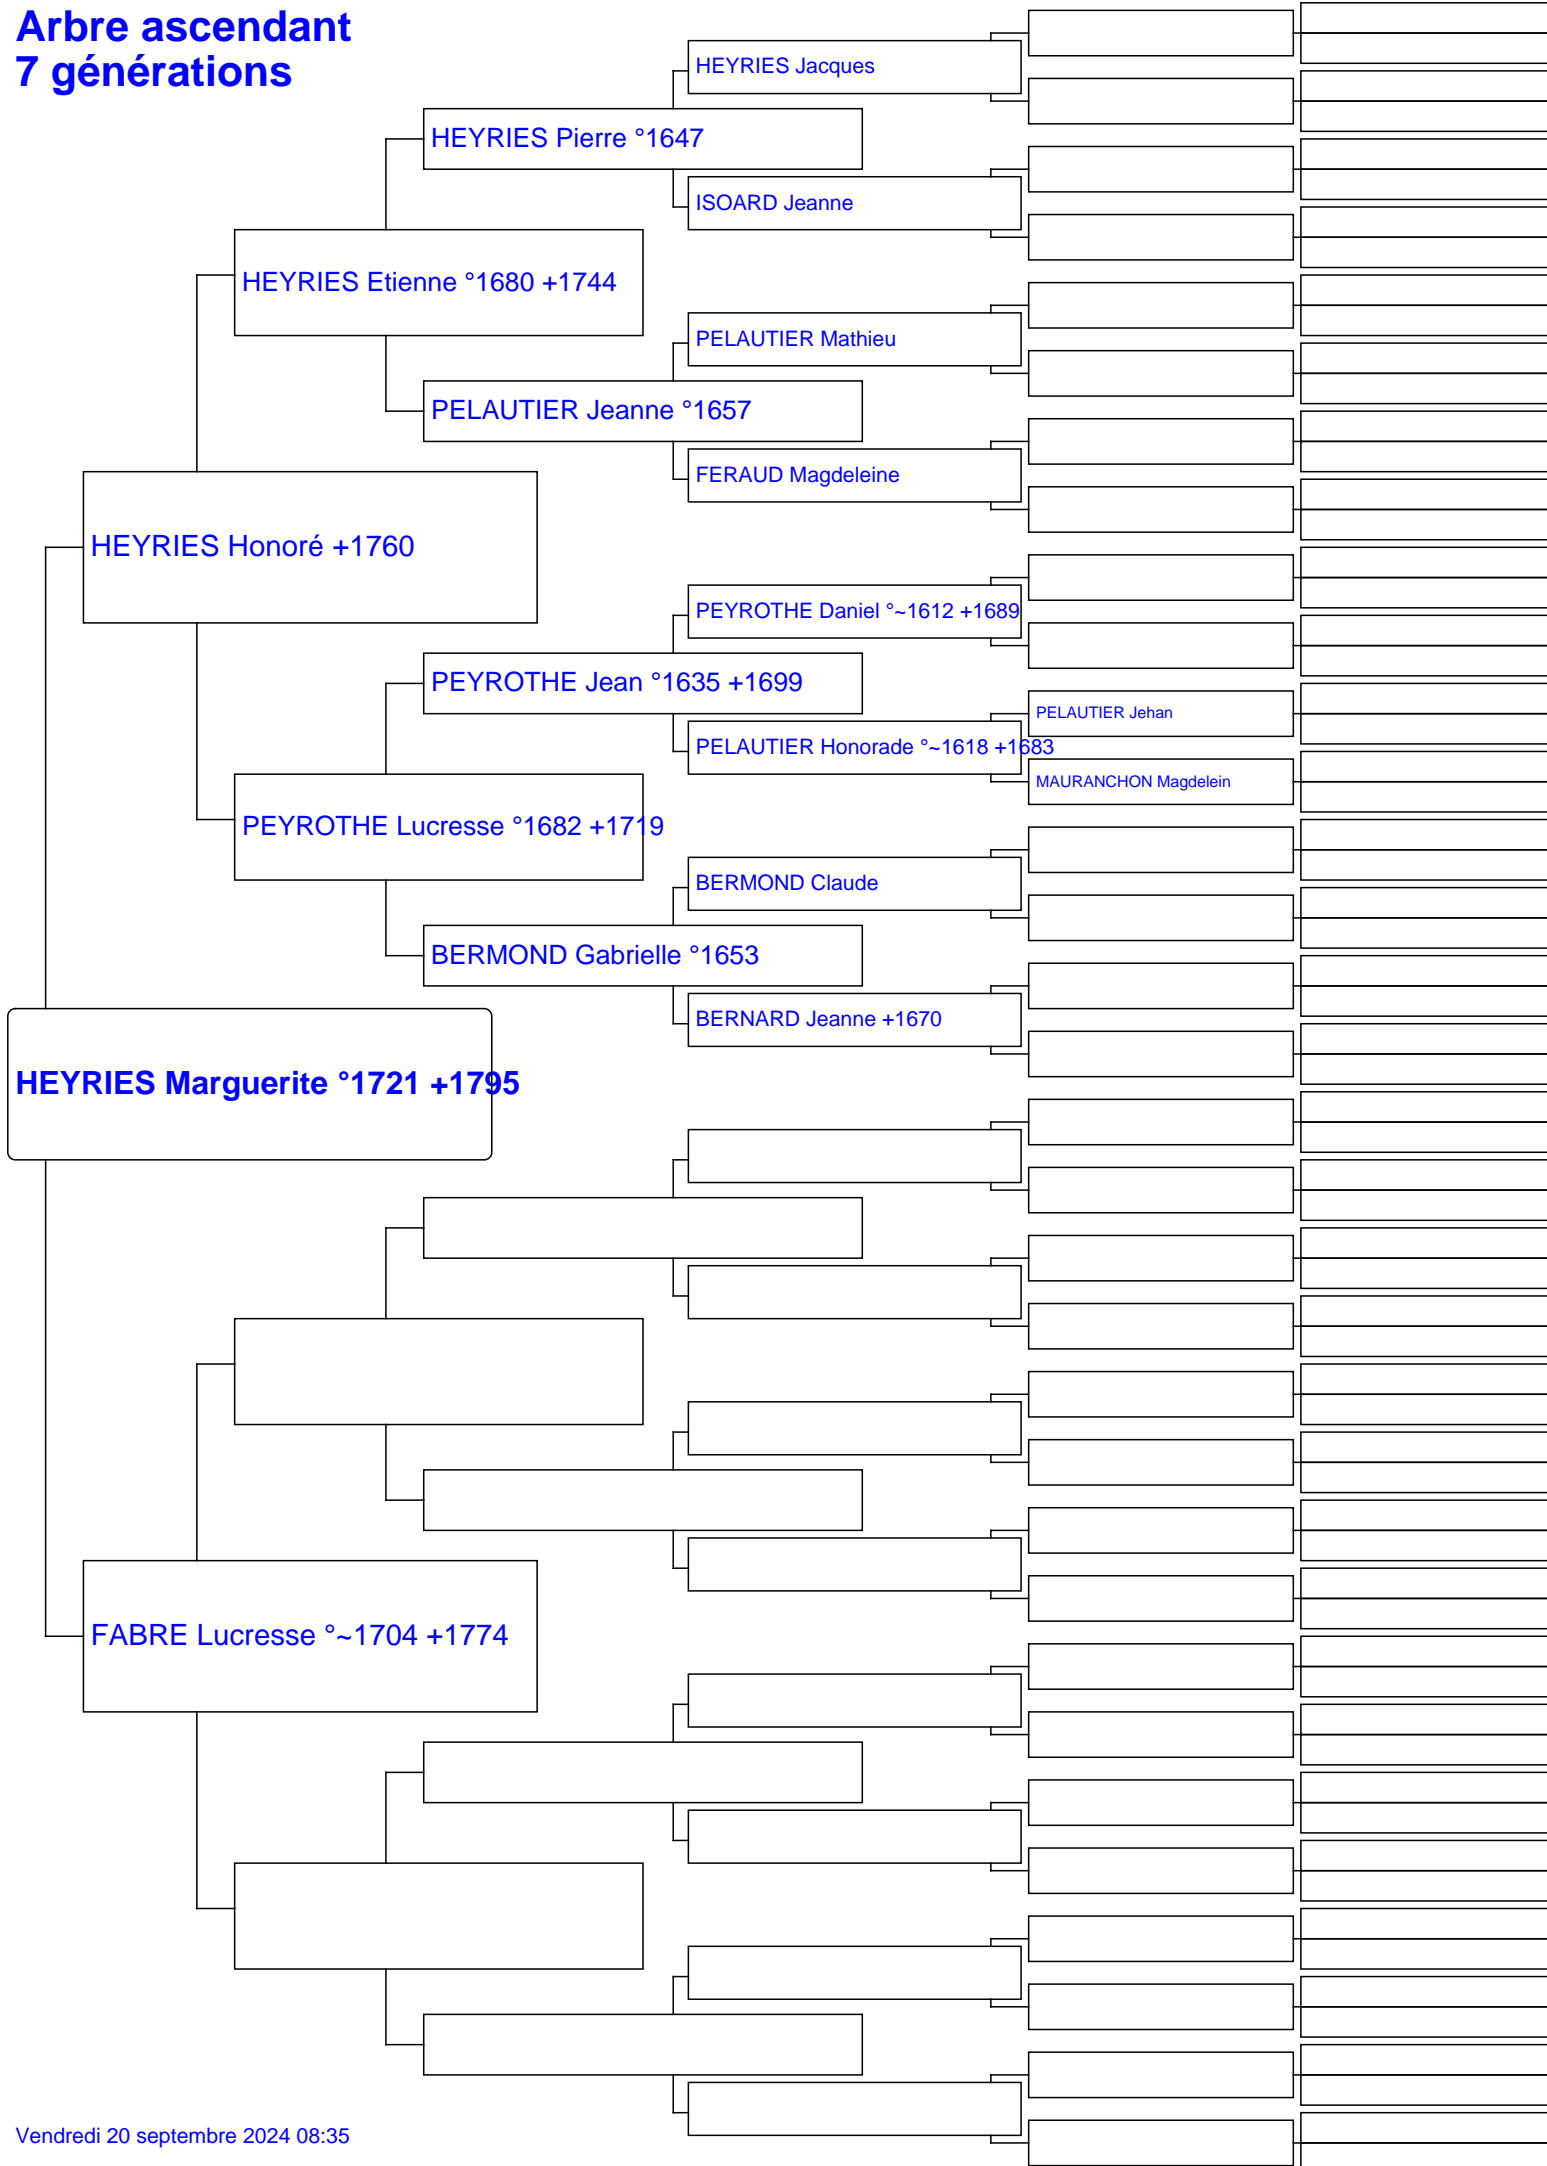 Arbre ascendant
7 générations
HEYRIES Jacques
HEYRIES Pierre °1647
ISOARD Jeanne
HEYRIES Etienne °1680 +1744
PELAUTIER Mathieu
PELAUTIER Jeanne °1657
FERAUD Magdeleine
HEYRIES Honoré +1760
PEYROTHE Daniel °~1612 +1689
PEYROTHE Jean °1635 +1699
PELAUTIER Jehan
PELAUTIER Honorade °~1618 +1683
MAURANCHON Magdelein
PEYROTHE Lucresse °1682 +1719
BERMOND Claude
BERMOND Gabrielle °1653
BERNARD Jeanne +1670
HEYRIES Marguerite °1721 +1795
FABRE Lucresse °~1704 +1774
Vendredi 20 septembre 2024 08:35